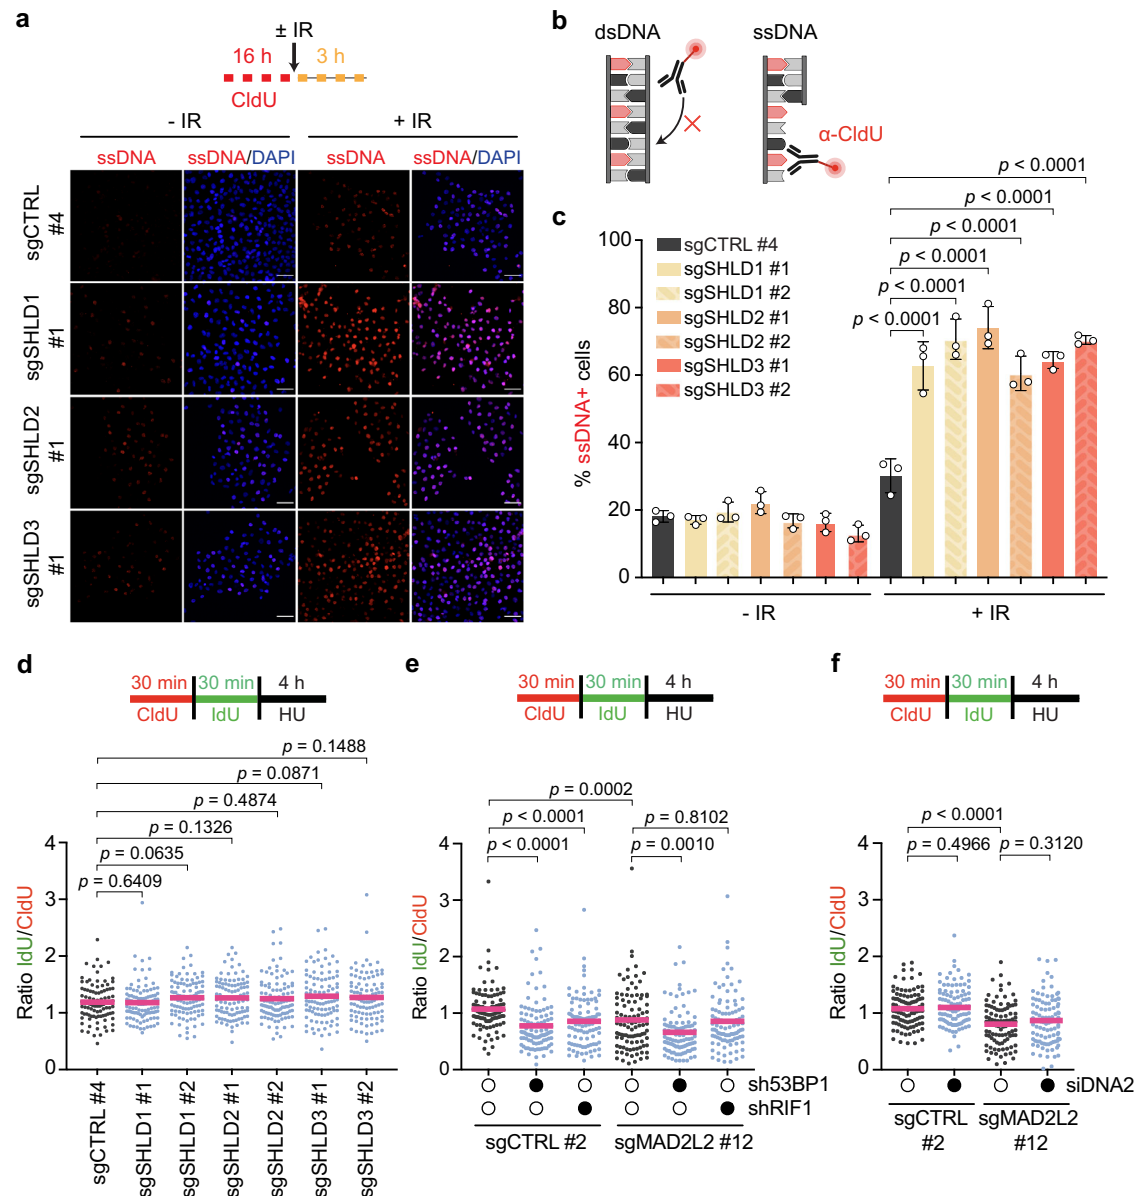 a
± IR
16 h
3 h
CldU
- IR
+ IR
ssDNA
ssDNA/DAPI
ssDNA
ssDNA/DAPI
sgCTRL #4
sgSHLD1 #1
sgSHLD2 #1
sgSHLD3 #1
b
dsDNA
ssDNA
α-CldU
c
% ssDNA+ cells
100
80
60
40
20
0
sgCTRL #4
sgSHLD1 #1
sgSHLD1 #2
sgSHLD2 #1
sgSHLD2 #2
sgSHLD3 #1
sgSHLD3 #2
p < 0.0001
p < 0.0001
p < 0.0001
p < 0.0001
p < 0.0001
p < 0.0001
- IR
+ IR
d
30 min
30 min
4 h
CldU
IdU
HU
p = 0.1488
p = 0.0871
p = 0.4874
p = 0.1326
p = 0.0635
p = 0.6409
Ratio IdU/CldU
4
3
2
1
0
sgCTRL #4
sgSHLD1 #1
sgSHLD1 #2
sgSHLD2 #1
sgSHLD2 #2
sgSHLD3 #1
sgSHLD3 #2
e
30 min
30 min
4 h
CldU
IdU
HU
p = 0.0002
p < 0.0001
p = 0.8102
p < 0.0001
p = 0.0010
Ratio IdU/CldU
4
3
2
1
0
sh53BP1
shRIF1
sgCTRL #2
sgMAD2L2 #12
f
30 min
30 min
4 h
CldU
IdU
HU
p < 0.0001
p = 0.4966
p = 0.3120
Ratio IdU/CldU
4
3
2
1
0
siDNA2
sgCTRL
#2
sgMAD2L2
#12